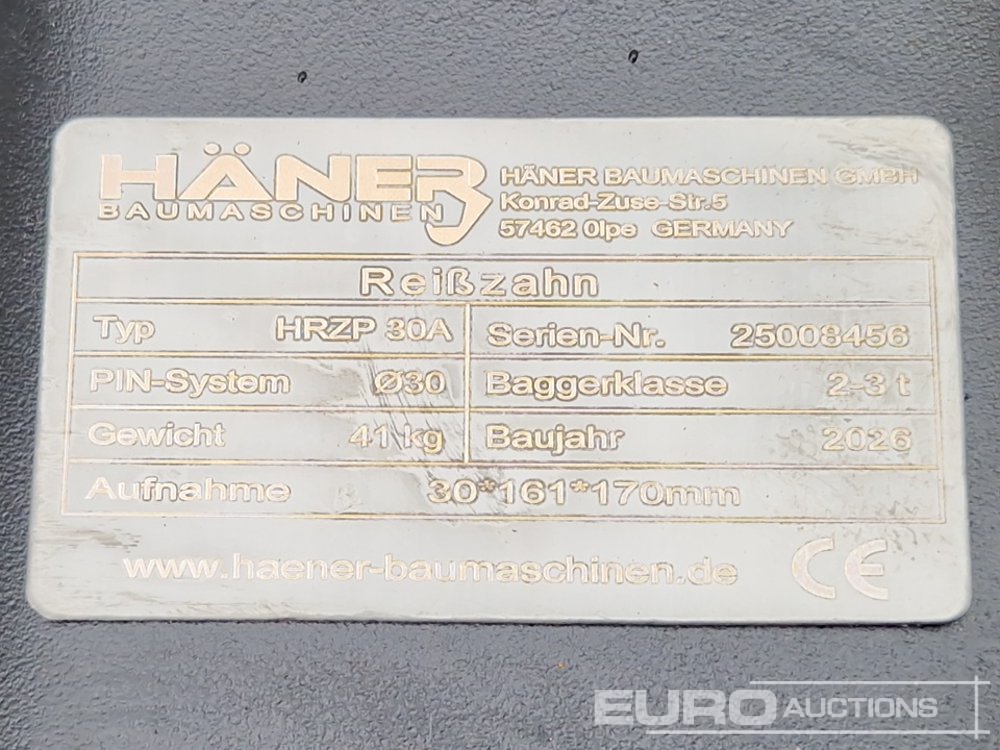 HÄNER
BAUMASCHINEN
HÄNER BAUMASCHINEN GMBH
Konrad-Zuse-Str.5
57462 Olpe GERMANY
Reißzahn
Typ HRZP 30A
Serien-Nr. 25008456
PIN-System Ø30
Baggerklasse 2-3 t
Gewicht 41 kg
Baujahr 2026
Aufnahme 30*161*170mm
www.haener-baumaschinen.de
CE
EURO AUCTIONS